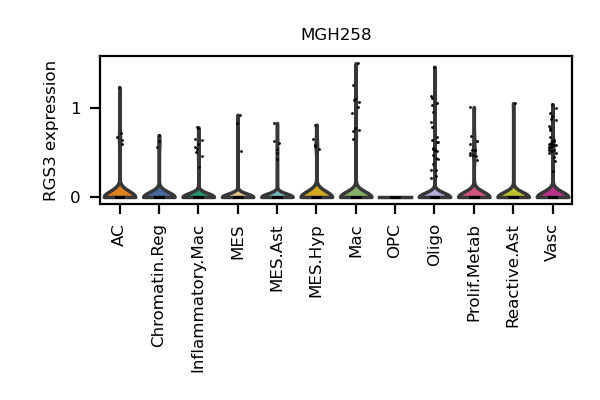 MGH258
RGS3 expression
1
0
AC
Chromatin.Reg
Inflammatory.Mac
MES
MES.Ast
MES.Hyp
Mac
OPC
Oligo
Prolif.Metab
Reactive.Ast
Vasc